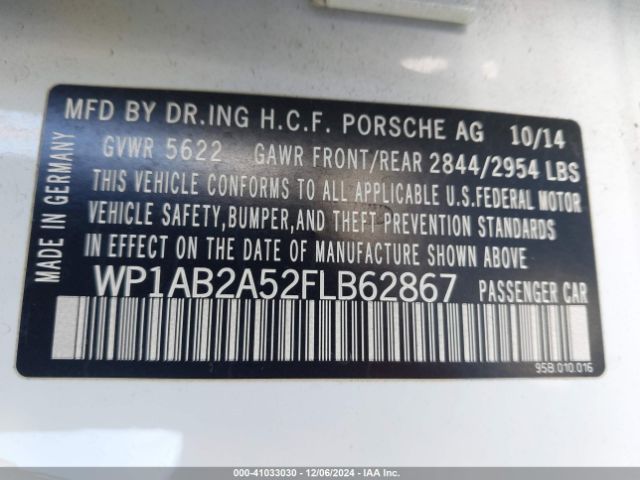 MFD BY DR.ING H.C.F. PORSCHE AG 10/14
GVWR 5622 GAWR FRONT/REAR 2844/2954 LBS
THIS VEHICLE CONFORMS TO ALL APPLICABLE U.S.FEDERAL MOTOR
VEHICLE SAFETY,BUMPER,AND THEFT PREVENTION STANDARDS
IN EFFECT ON THE DATE OF MANUFACTURE SHOWN ABOVE.
WP1AB2A52FLB62867 PASSENGER CAR
MADE IN GERMANY
95B.010.016
000-41033030 - 12/06/2024 - IAAI.COM